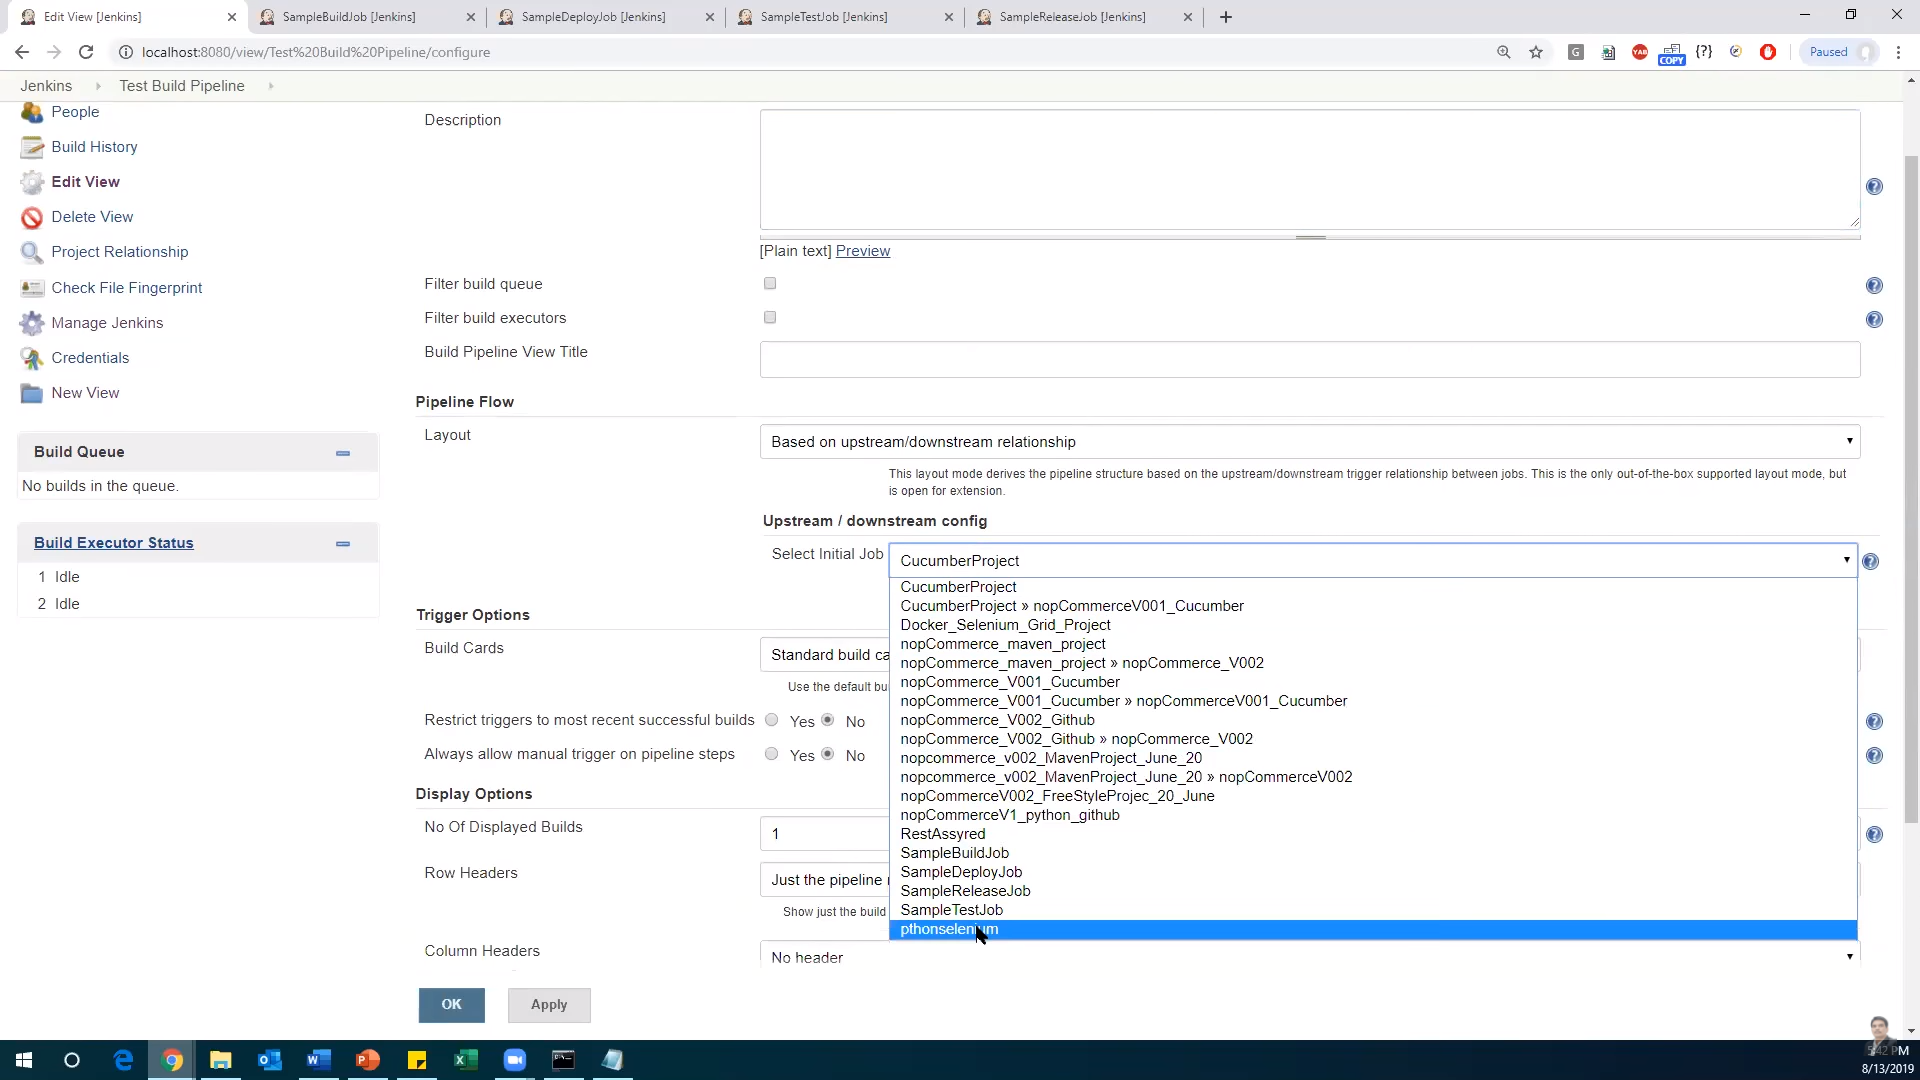 Edit View [Jenkins]
SampleBuildJob [Jenkins]
SampleDeployJob [Jenkins]
SampleTestJob [Jenkins]
SampleReleaseJob [Jenkins]
localhost:8080/view/Test%20Build%20Pipeline/configure
G
YAB
COPY
{?}
Paused
Jenkins
Test Build Pipeline
People
Build History
Edit View
Delete View
Project Relationship
Check File Fingerprint
Manage Jenkins
Credentials
New View
Build Queue
No builds in the queue.
Build Executor Status
1 Idle
2 Idle
Description
[Plain text] Preview
Filter build queue
Filter build executors
Build Pipeline View Title
Pipeline Flow
Layout
Based on upstream/downstream relationship
This layout mode derives the pipeline structure based on the upstream/downstream trigger relationship between jobs. This is the only out-of-the-box supported layout mode, but
is open for extension.
Upstream / downstream config
Select Initial Job
CucumberProject
CucumberProject
CucumberProject » nopCommerceV001_Cucumber
Docker_Selenium_Grid_Project
nopCommerce_maven_project
nopCommerce_maven_project » nopCommerce_V002
nopCommerce_V001_Cucumber
nopCommerce_V001_Cucumber » nopCommerceV001_Cucumber
nopCommerce_V002_Github
nopCommerce_V002_Github » nopCommerce_V002
nopcommerce_v002_MavenProject_June_20
nopcommerce_v002_MavenProject_June_20 » nopCommerceV002
nopCommerceV002_FreeStyleProjec_20_June
nopCommerceV1_python_github
RestAssyred
SampleBuildJob
SampleDeployJob
SampleReleaseJob
SampleTestJob
pthonselenium
Trigger Options
Build Cards
Standard build ca
Use the default bu
Restrict triggers to most recent successful builds
Yes
No
Always allow manual trigger on pipeline steps
Yes
No
Display Options
No Of Displayed Builds
1
Row Headers
Just the pipeline
Show just the build
Column Headers
No header
OK
Apply
5:42 PM
8/13/2019